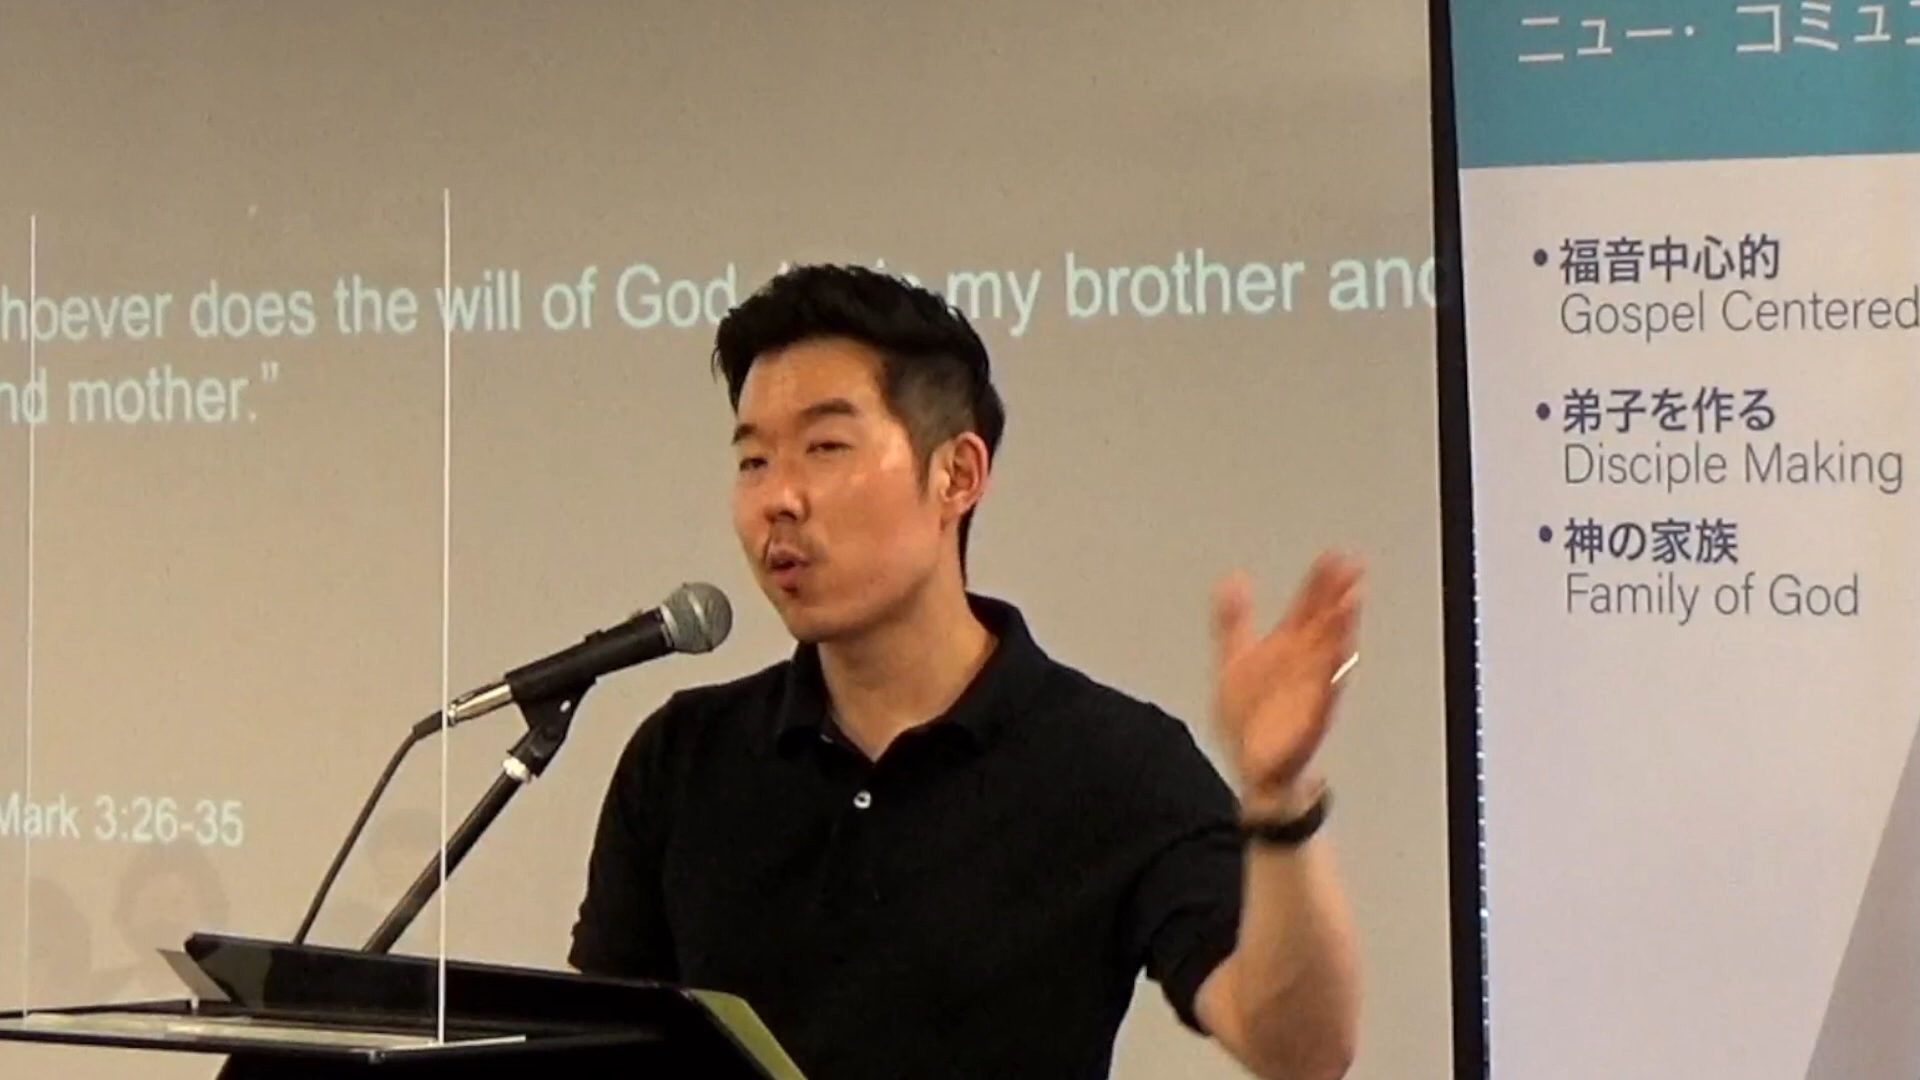 hoever does the will of God my brother and
nd mother.”
Mark 3:26-35
ニュー・コミュ
•福音中心的
Gospel Centered
•弟子を作る
Disciple Making
•神の家族
Family of God